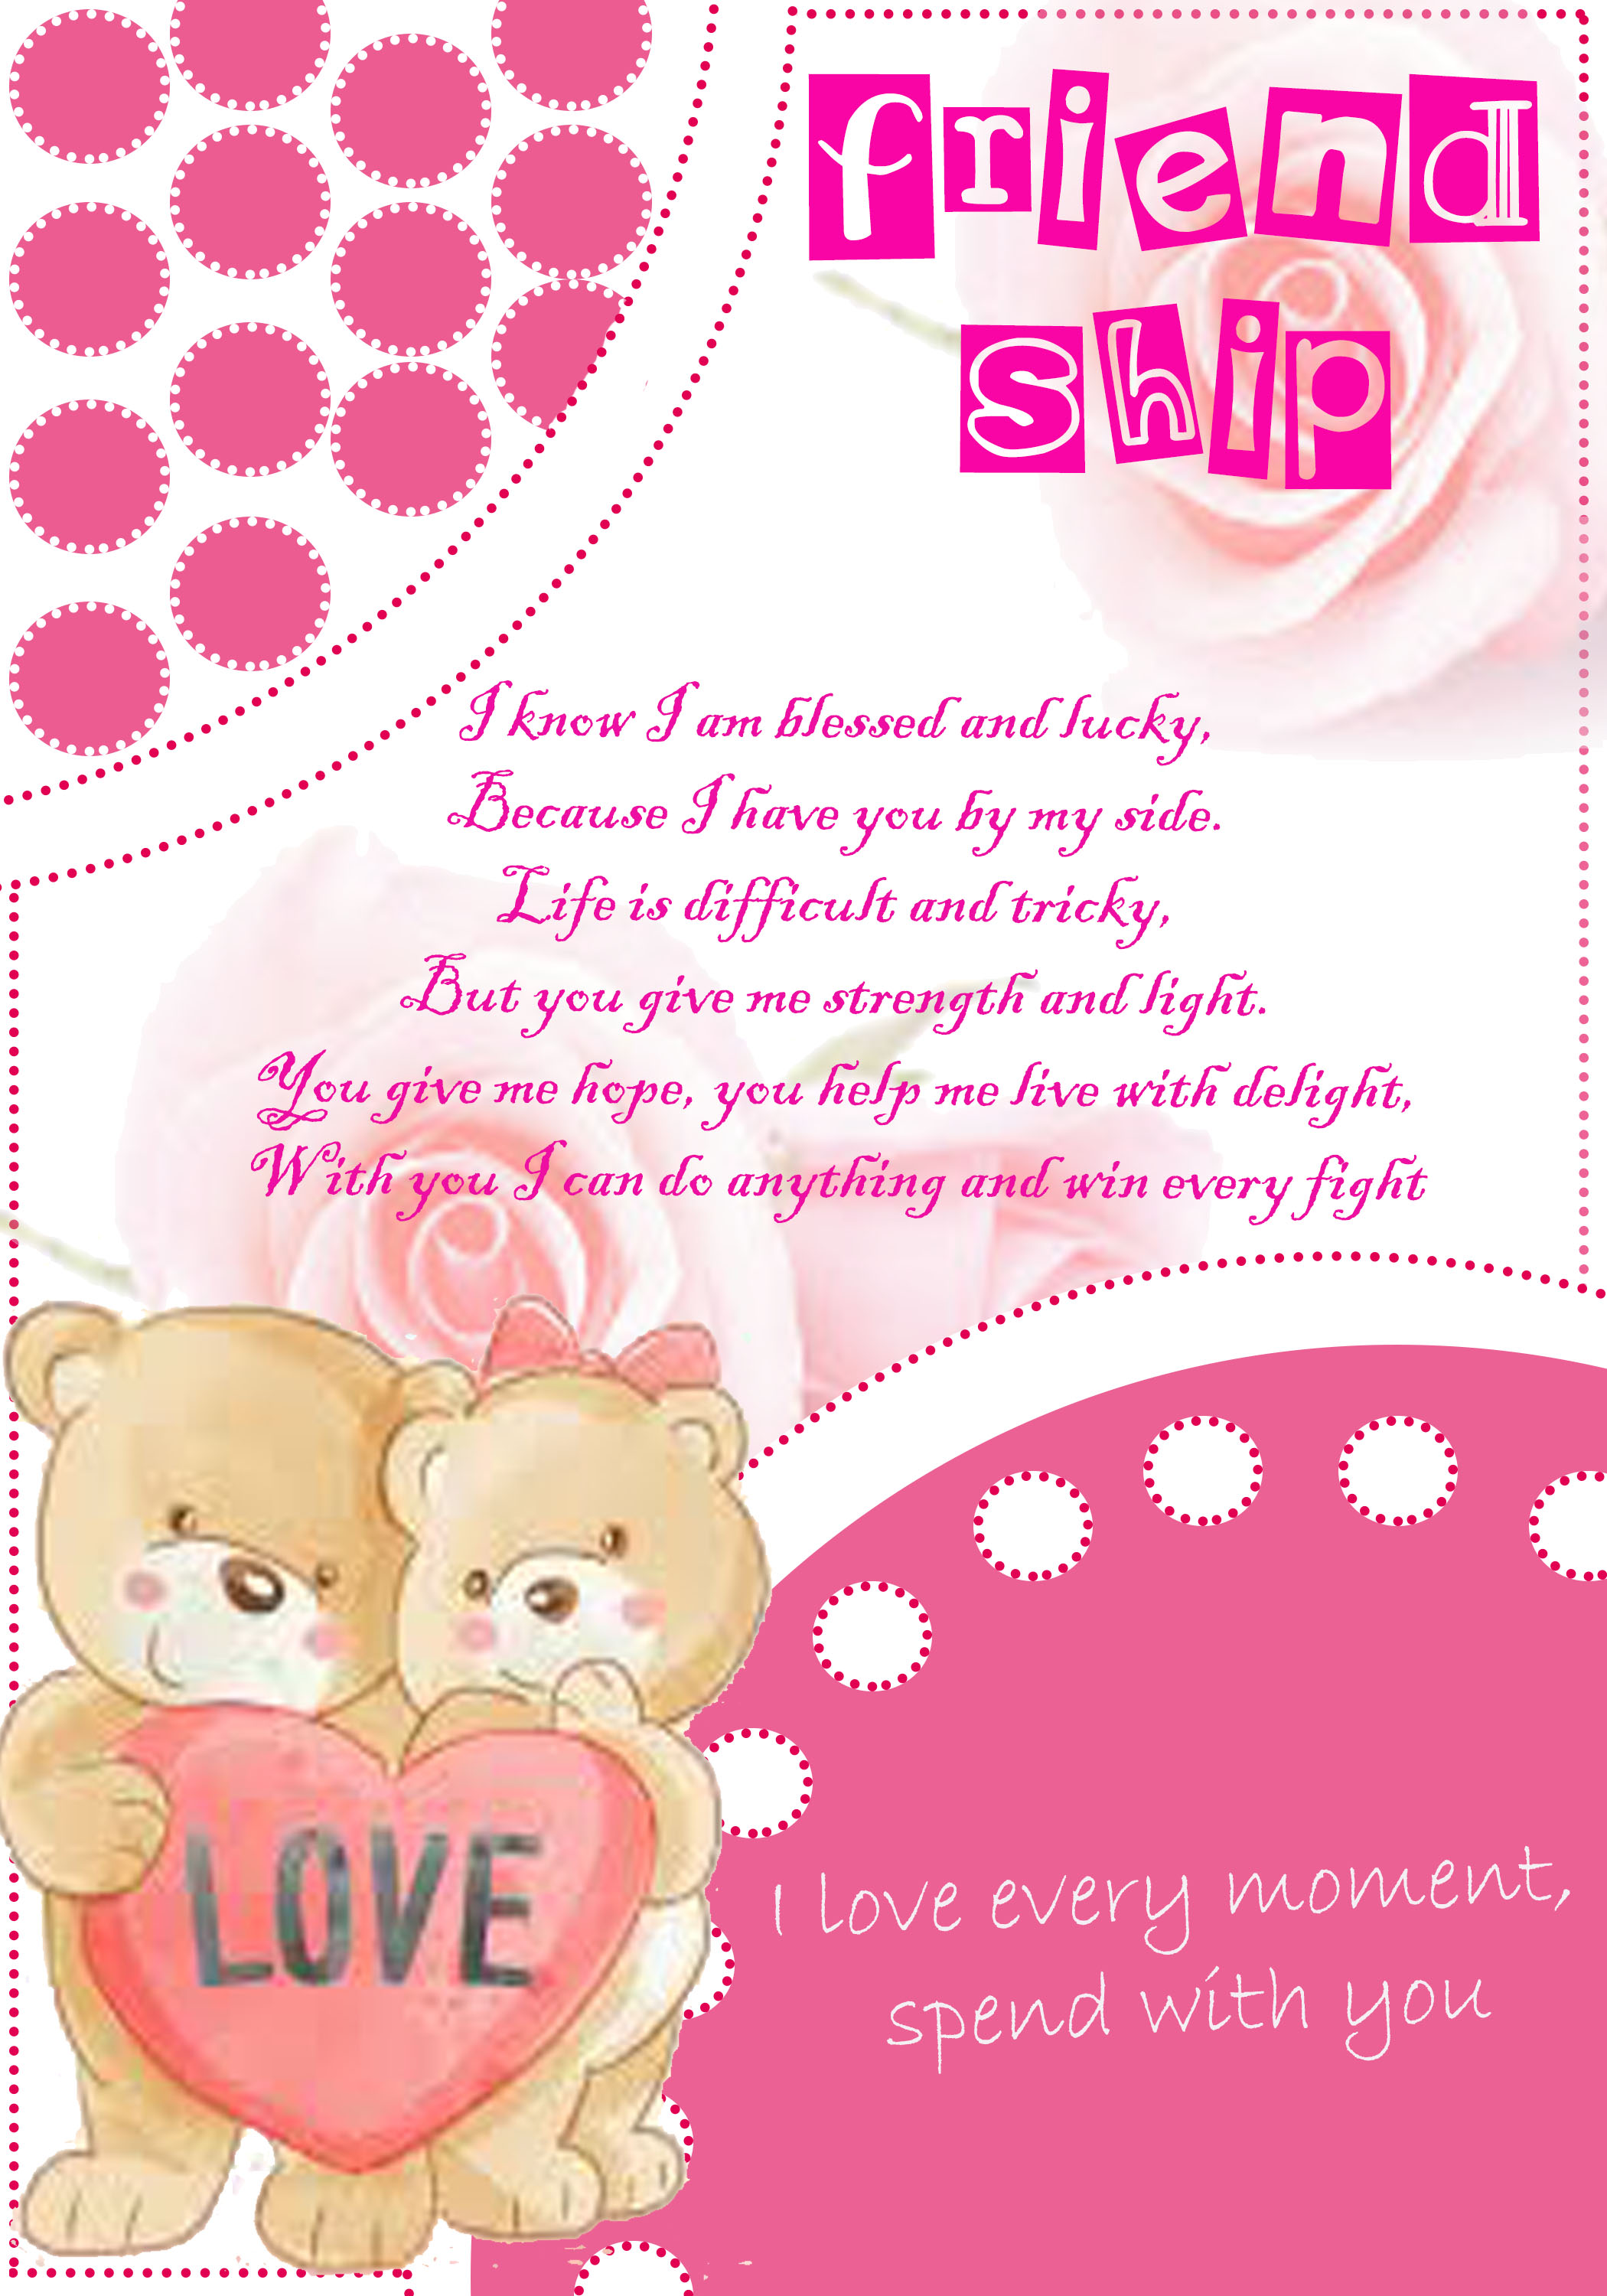 friend
ship
I know I am blessed and lucky,
Because I have you by my side.
Life is difficult and tricky,
But you give me strength and light.
You give me hope, you help me live with delight,
With you I can do anything and win every fight
LOVE
I love every moment,
spend with you